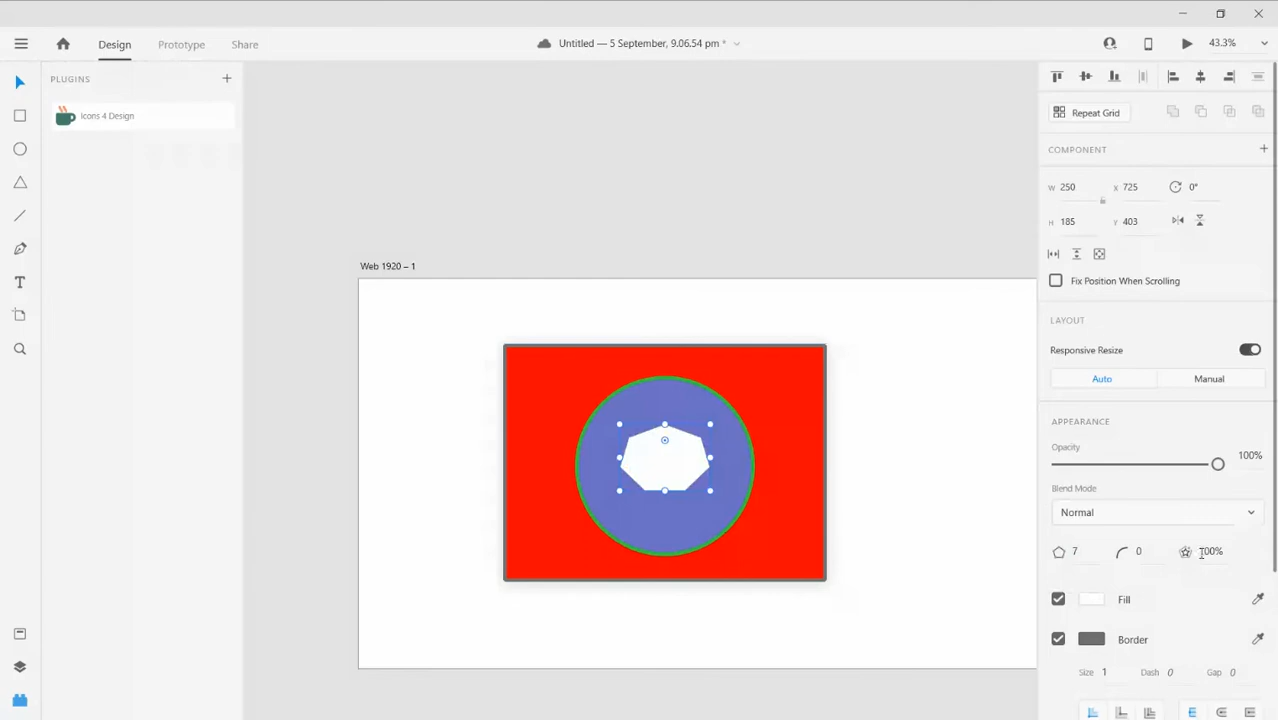 Design Prototype Share
Untitled — 5 September, 9.06.54 pm *
43.3%
PLUGINS
Icons 4 Design
Web 1920 – 1
Repeat Grid
COMPONENT
W 250 X 725 0°
H 185 Y 403
Fix Position When Scrolling
LAYOUT
Responsive Resize
Auto Manual
APPEARANCE
Opacity
100%
Blend Mode
Normal
7 0 100%
Fill
Border
Size 1 Dash 0 Gap 0